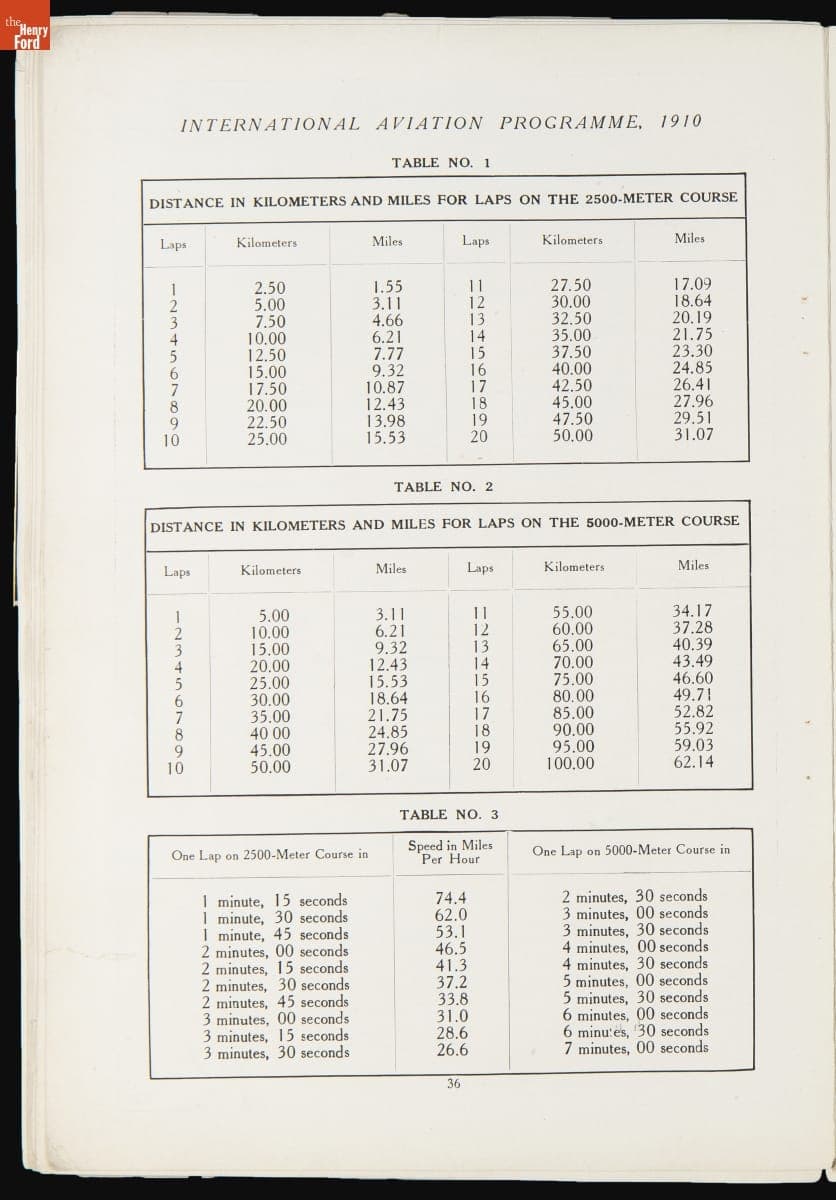 the
Henry
Ford
INTERNATIONAL AVIATION PROGRAMME, 1910
TABLE NO. 1
DISTANCE IN KILOMETERS AND MILES FOR LAPS ON THE 2500-METER COURSE
Laps Kilometers Miles Laps Kilometers Miles
1 2.50 1.55 11 27.50 17.09
2 5.00 3.11 12 30.00 18.64
3 7.50 4.66 13 32.50 20.19
4 10.00 6.21 14 35.00 21.75
5 12.50 7.77 15 37.50 23.30
6 15.00 9.32 16 40.00 24.85
7 17.50 10.87 17 42.50 26.41
8 20.00 12.43 18 45.00 27.96
9 22.50 13.98 19 47.50 29.51
10 25.00 15.53 20 50.00 31.07
TABLE NO. 2
DISTANCE IN KILOMETERS AND MILES FOR LAPS ON THE 5000-METER COURSE
Laps Kilometers Miles Laps Kilometers Miles
1 5.00 3.11 11 55.00 34.17
2 10.00 6.21 12 60.00 37.28
3 15.00 9.32 13 65.00 40.39
4 20.00 12.43 14 70.00 43.49
5 25.00 15.53 15 75.00 46.60
6 30.00 18.64 16 80.00 49.71
7 35.00 21.75 17 85.00 52.82
8 40 00 24.85 18 90.00 55.92
9 45.00 27.96 19 95.00 59.03
10 50.00 31.07 20 100.00 62.14
TABLE NO. 3
One Lap on 2500-Meter Course in Speed in Miles Per Hour One Lap on 5000-Meter Course in
1 minute, 15 seconds 74.4 2 minutes, 30 seconds
1 minute, 30 seconds 62.0 3 minutes, 00 seconds
1 minute, 45 seconds 53.1 3 minutes, 30 seconds
2 minutes, 00 seconds 46.5 4 minutes, 00 seconds
2 minutes, 15 seconds 41.3 4 minutes, 30 seconds
2 minutes, 30 seconds 37.2 5 minutes, 00 seconds
2 minutes, 45 seconds 33.8 5 minutes, 30 seconds
3 minutes, 00 seconds 31.0 6 minutes, 00 seconds
3 minutes, 15 seconds 28.6 6 minutes, 30 seconds
3 minutes, 30 seconds 26.6 7 minutes, 00 seconds
36